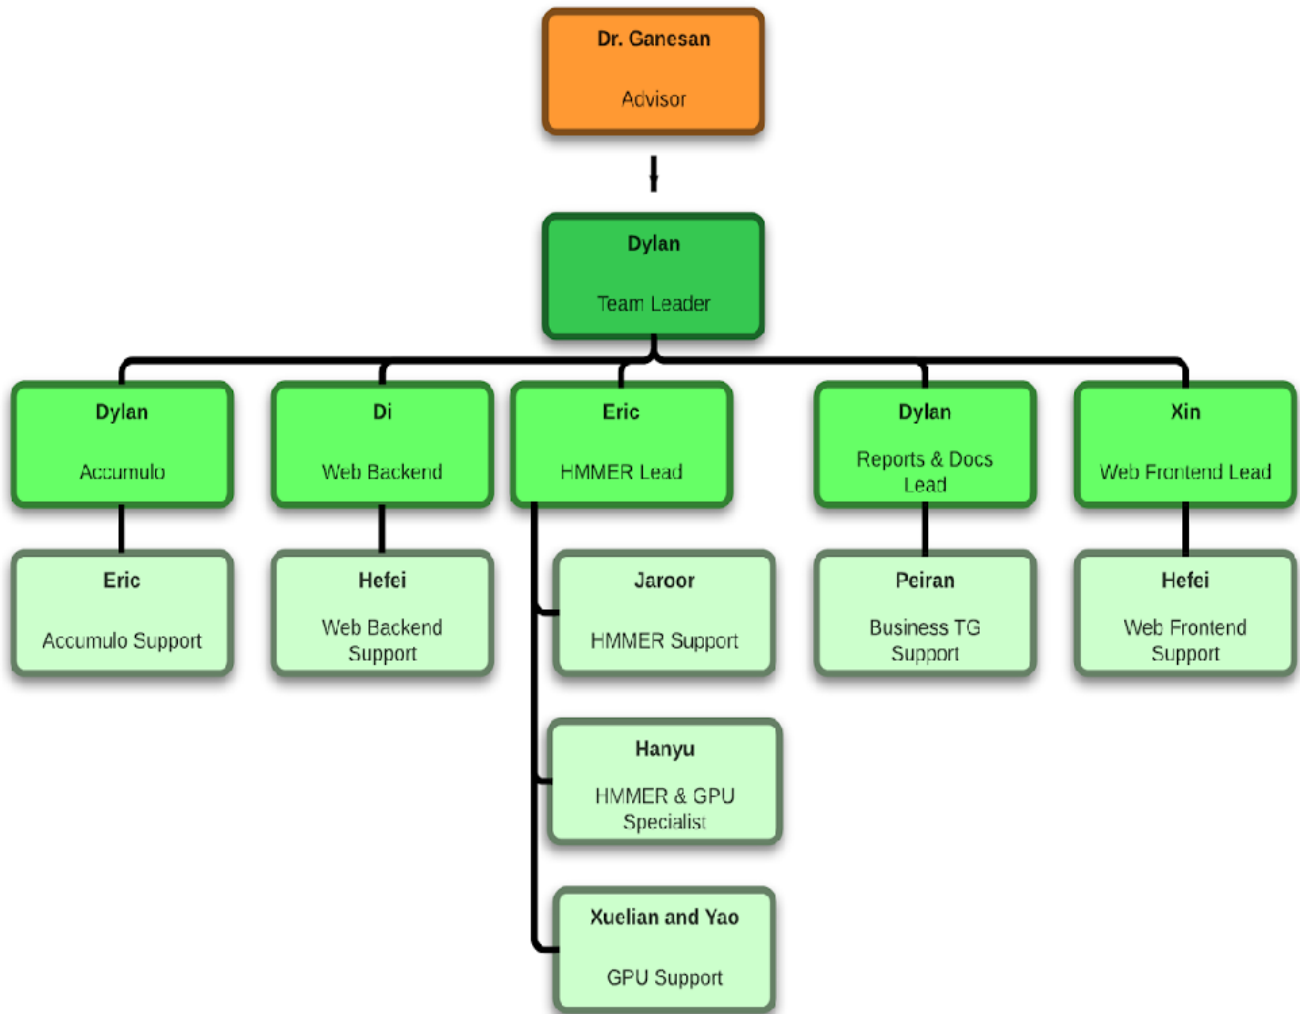 Dr. Ganesan
Advisor
Dylan
Team Leader
Dylan
Accumulo
Di
Web Backend
Eric
HMMER Lead
Dylan
Reports & Docs
Lead
Xin
Web Frontend Lead
Eric
Accumulo Support
Hefei
Web Backend
Support
Jaroor
HMMER Support
Peiran
Business TG
Support
Hefei
Web Frontend
Support
Hanyu
HMMER & GPU
Specialist
Xuelian and Yao
GPU Support